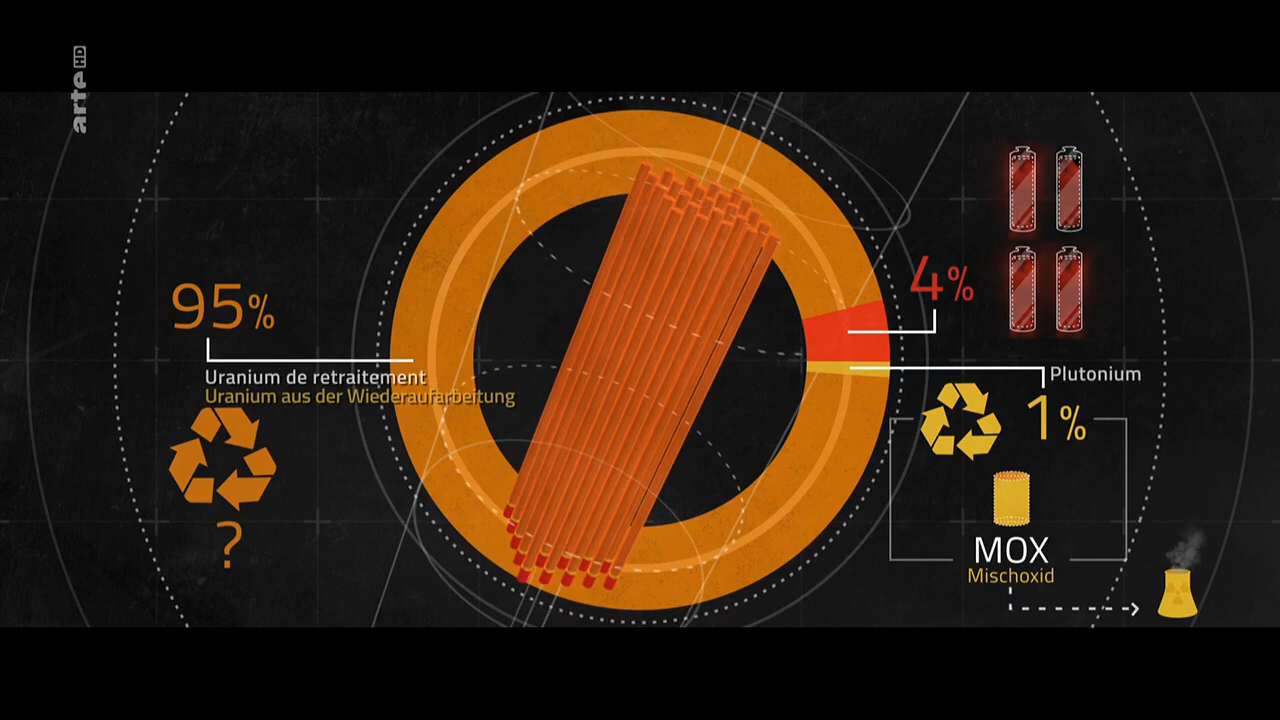 arte HD
95%
Uranium de retraitement
Uranium aus der Wiederaufarbeitung
?
4%
Plutonium
1%
MOX
Mischoxid